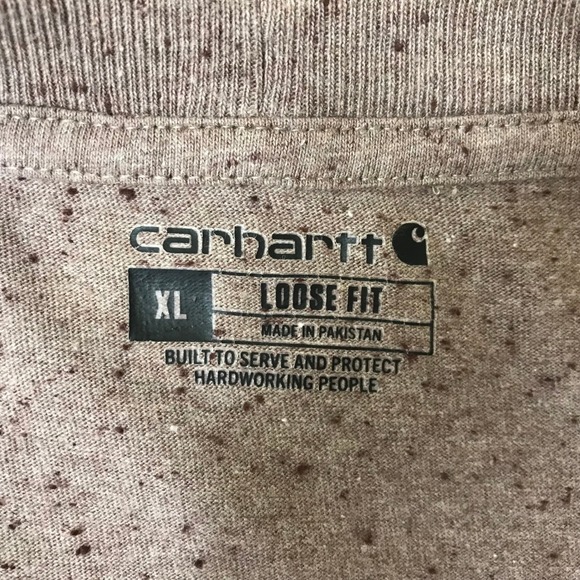 carhartt
XL LOOSE FIT
MADE IN PAKISTAN
BUILT TO SERVE AND PROTECT
HARDWORKING PEOPLE